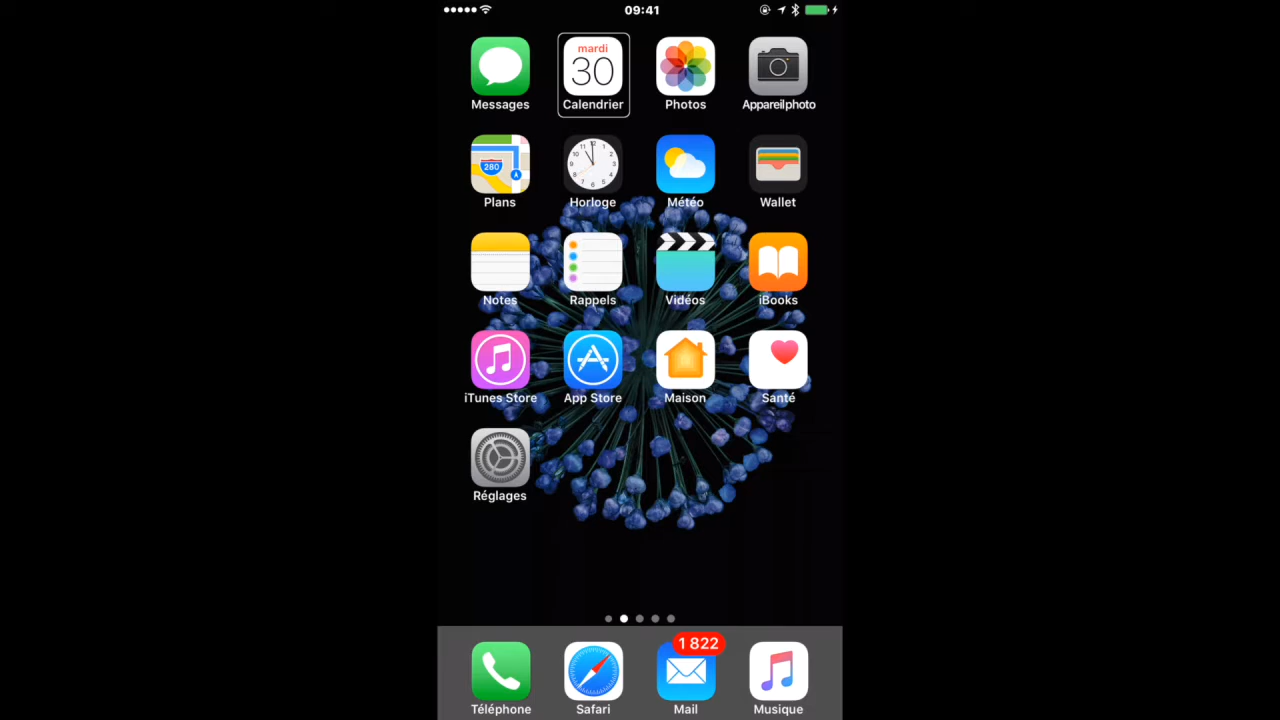 09:41
mardi
30
Messages Calendrier Photos Appareil photo
280
Plans Horloge Météo Wallet
Notes Rappels Vidéos iBooks
iTunes Store App Store Maison Santé
Réglages
1 822
Téléphone Safari Mail Musique